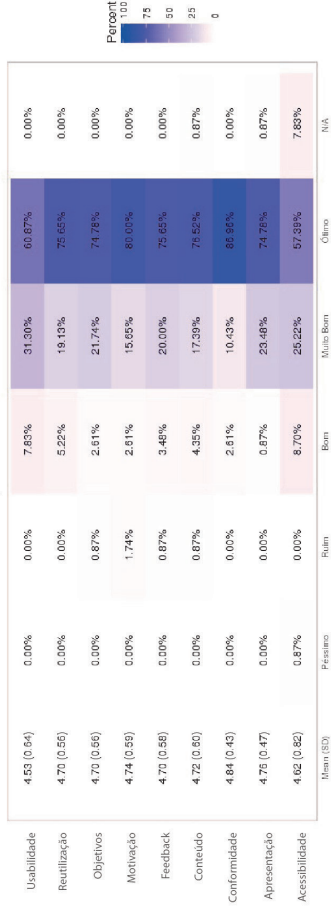 Usabilidade 4.53 (0.64) 0.00% 0.00% 7.83% 31.30% 60.87% 0.00%
Reutilização 4.70 (0.56) 0.00% 0.00% 5.22% 19.13% 75.65% 0.00%
Objetivos 4.70 (0.56) 0.00% 0.87% 2.61% 21.74% 74.78% 0.00%
Motivação 4.74 (0.59) 0.00% 1.74% 2.61% 15.65% 80.00% 0.00%
Feedback 4.70 (0.58) 0.00% 0.87% 3.48% 20.00% 75.65% 0.00%
Conteúdo 4.72 (0.60) 0.00% 0.87% 4.35% 17.39% 76.52% 0.87%
Conformidade 4.84 (0.43) 0.00% 0.00% 2.61% 10.43% 86.96% 0.00%
Apresentação 4.76 (0.47) 0.00% 0.00% 0.87% 23.48% 74.78% 0.87%
Acessibilidade 4.62 (0.82) 0.87% 0.00% 8.70% 25.22% 57.39% 7.83%
Mean (SD) Péssimo Ruim Bom Muito Bom Ótimo N/A
Percent
100
75
50
25
0